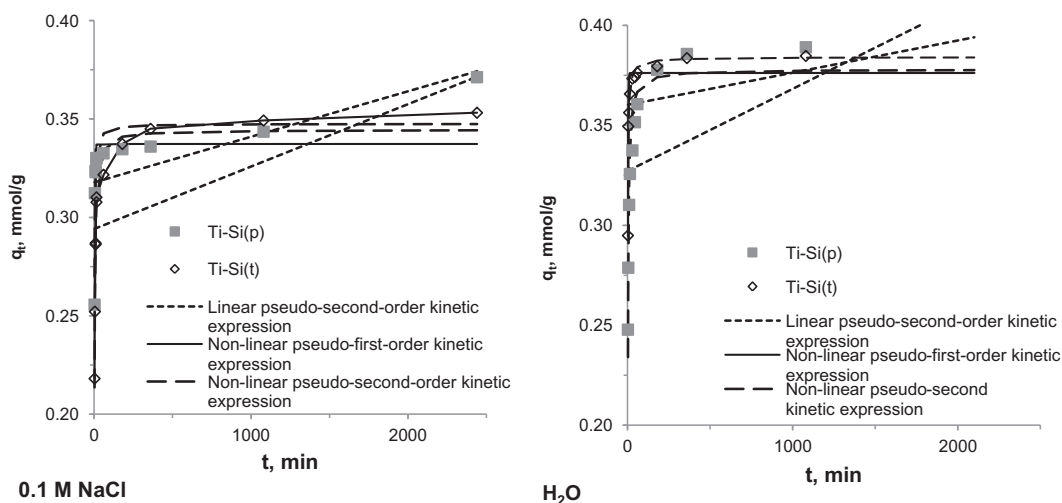 0.40
0.35
0.30
0.25
0.20
qt, mmol/g
Ti-Si(p)
Ti-Si(t)
Linear pseudo-second-order kinetic
expression
Non-linear pseudo-first-order kinetic
expression
Non-linear pseudo-second-order kinetic
expression
0
1000
2000
t, min
0.1 M NaCl
0.40
0.35
0.30
0.25
0.20
qt, mmol/g
Ti-Si(p)
Ti-Si(t)
Linear pseudo-second-order kinetic
expression
Non-linear pseudo-first-order kinetic
expression
Non-linear pseudo-second
kinetic expression
0
1000
2000
t, min
H₂O